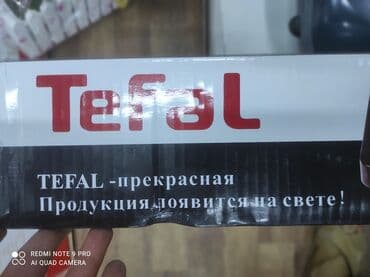 Tefal
TEFAL -прекрасная
Продукция появится на свете!
REDMI NOTE 9 PRO
AI QUAD CAMERA